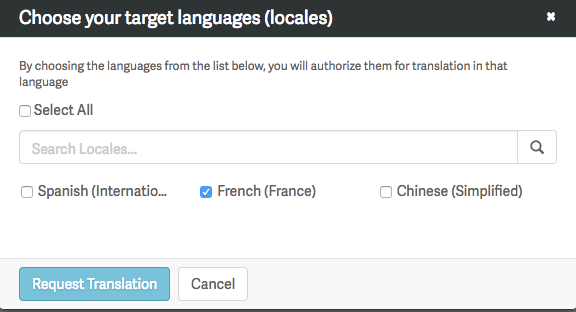 Choose your target languages (locales)
By choosing the languages from the list below, you will authorize them for translation in that
language
Select All
Search Locales...
Spanish (Internatio... French (France) Chinese (Simplified)
Request Translation Cancel